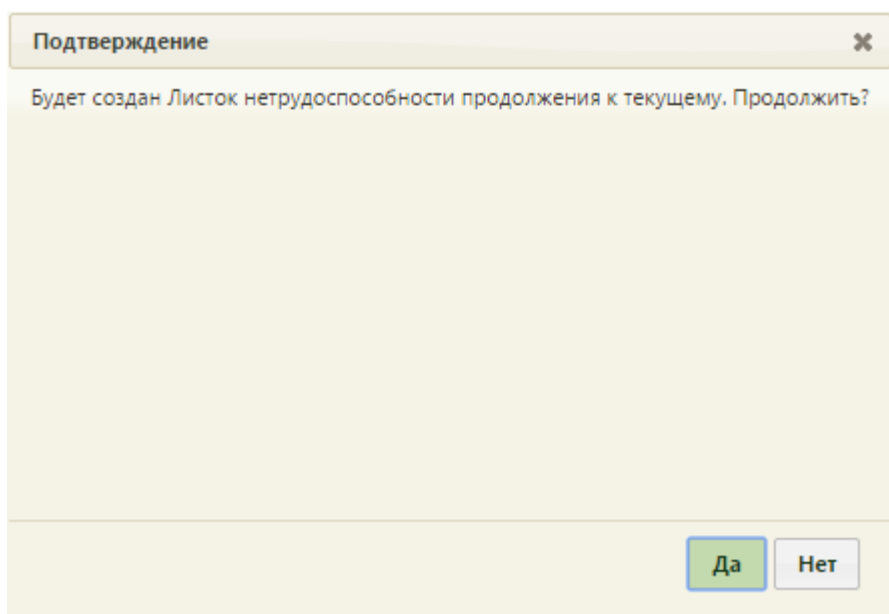 Подтверждение
Будет создан Листок нетрудоспособности продолжения к текущему. Продолжить?
Да
Нет